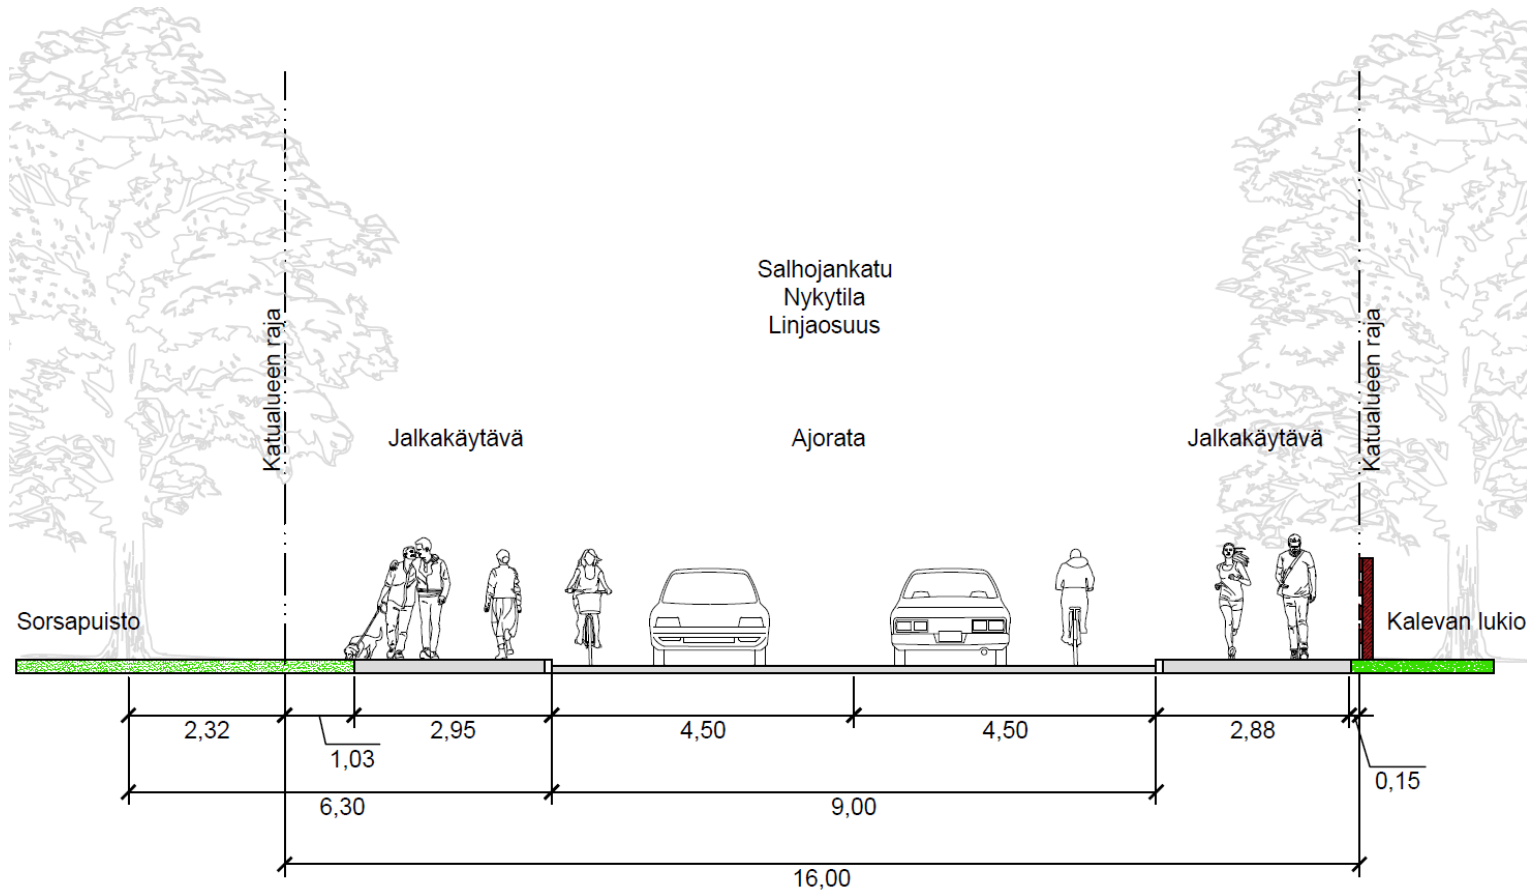 Salhojankatu
Nykytila
Linjaosuus
Katualueen raja
Katualueen raja
Jalkakäytävä
Ajorata
Jalkakäytävä
Sorsapuisto
Kalevan lukio
2,32
2,95
4,50
4,50
2,88
1,03
0,15
6,30
9,00
16,00